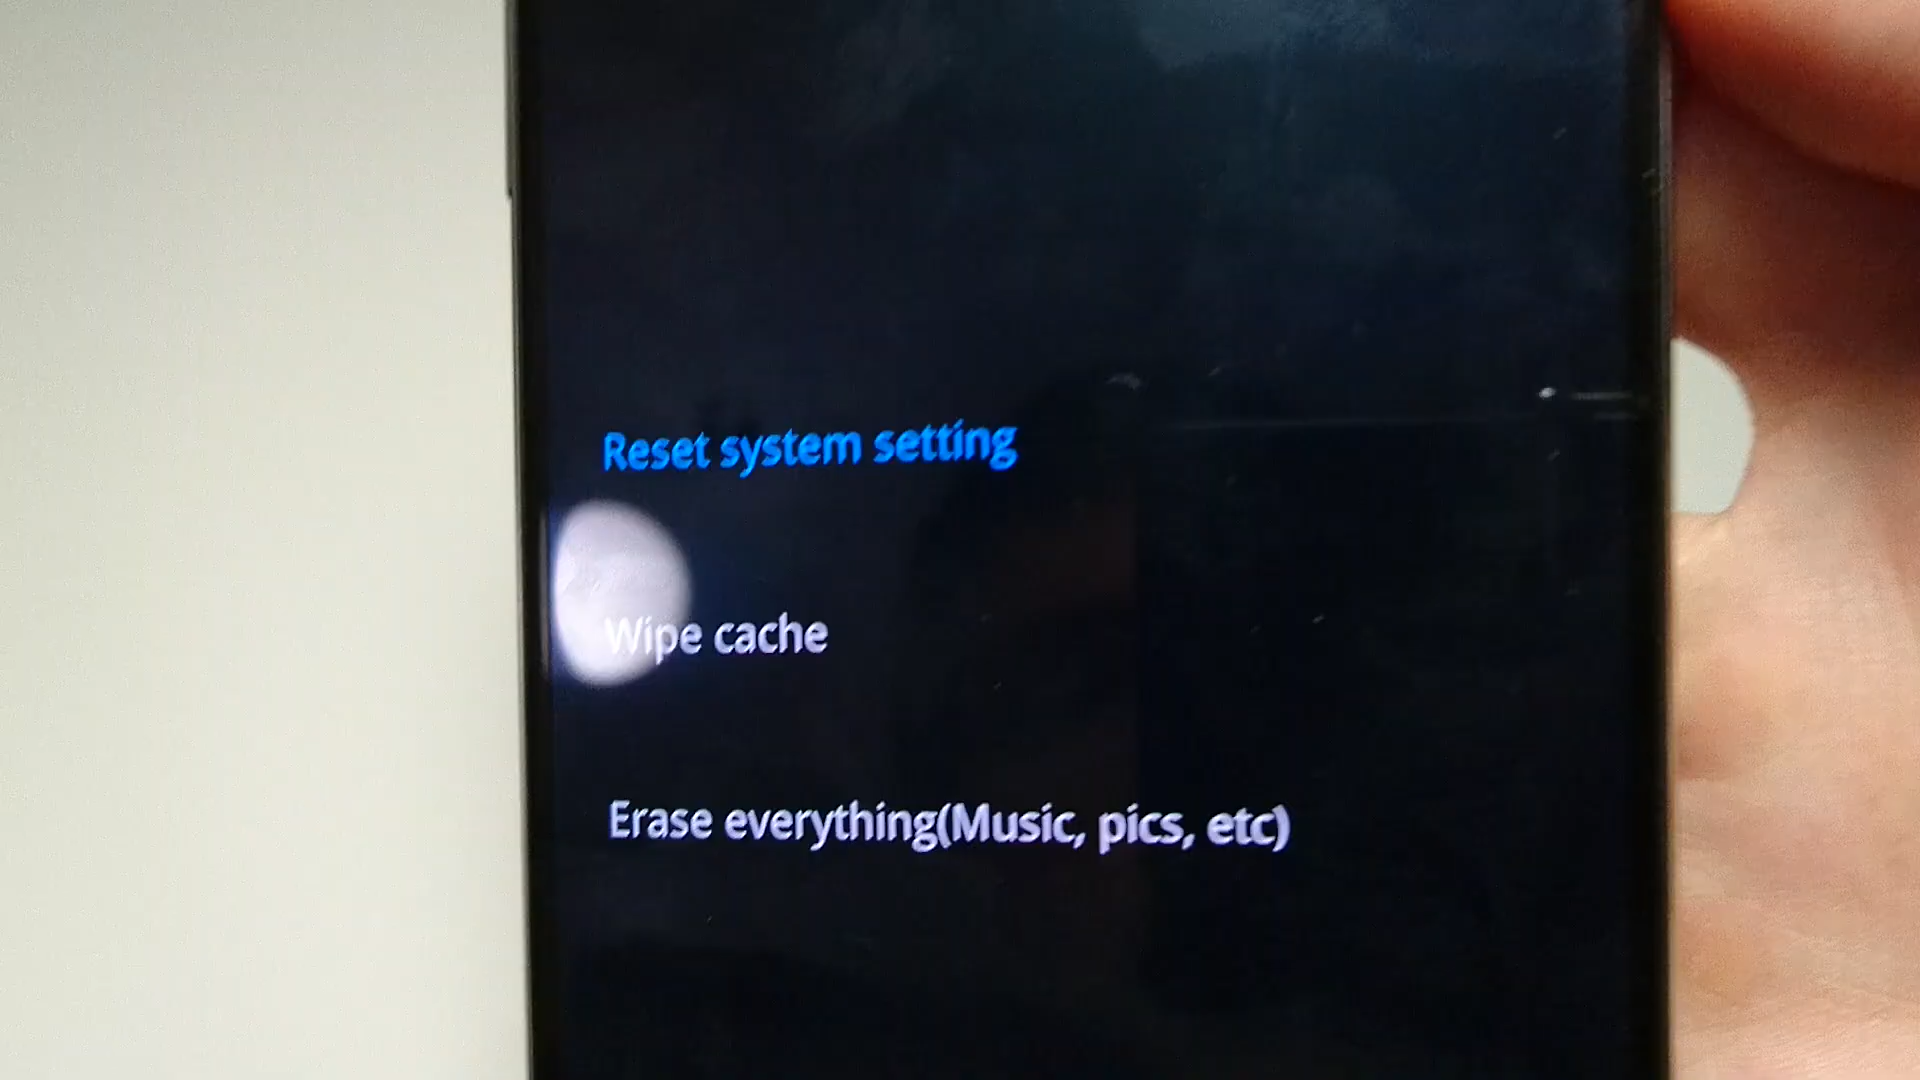 Reset system setting
Wipe cache
Erase everything(Music, pics, etc)